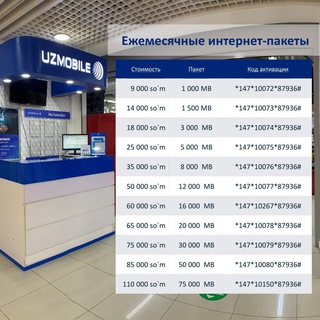 UZMOBILE
Ежемесячные интернет-пакеты
Стоимость Пакет Код активации
9 000 so`m 1 000 MB *147*10072*87936#
14 000 so`m 1 500 MB *147*10073*87936#
18 000 so`m 3 000 MB *147*10074*87936#
25 000 so`m 5 000 MB *147*10075*87936#
35 000 so`m 8 000 MB *147*10076*87936#
50 000 so`m 12 000 MB *147*10077*87936#
60 000 so`m 16 000 MB *147*10267*87936#
65 000 so`m 20 000 MB *147*10078*87936#
75 000 so`m 30 000 MB *147*10079*87936#
85 000 so`m 50 000 MB *147*10080*87936#
110 000 so`m 75 000 MB *147*10150*87936#